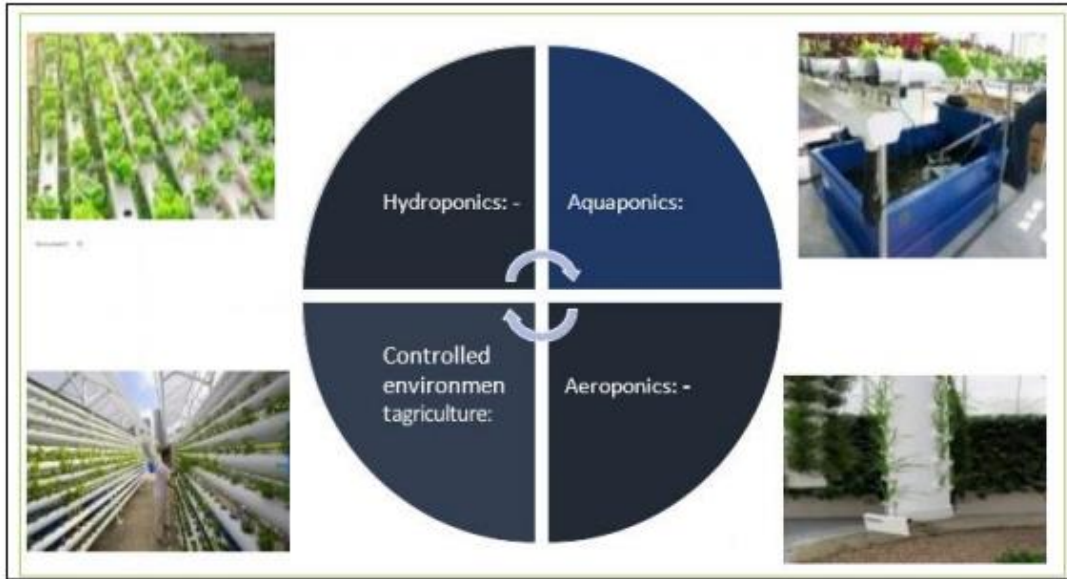 Hydroponics: -
Aquaponics:
Controlled
environmen
tagriculture:
Aeroponics: -